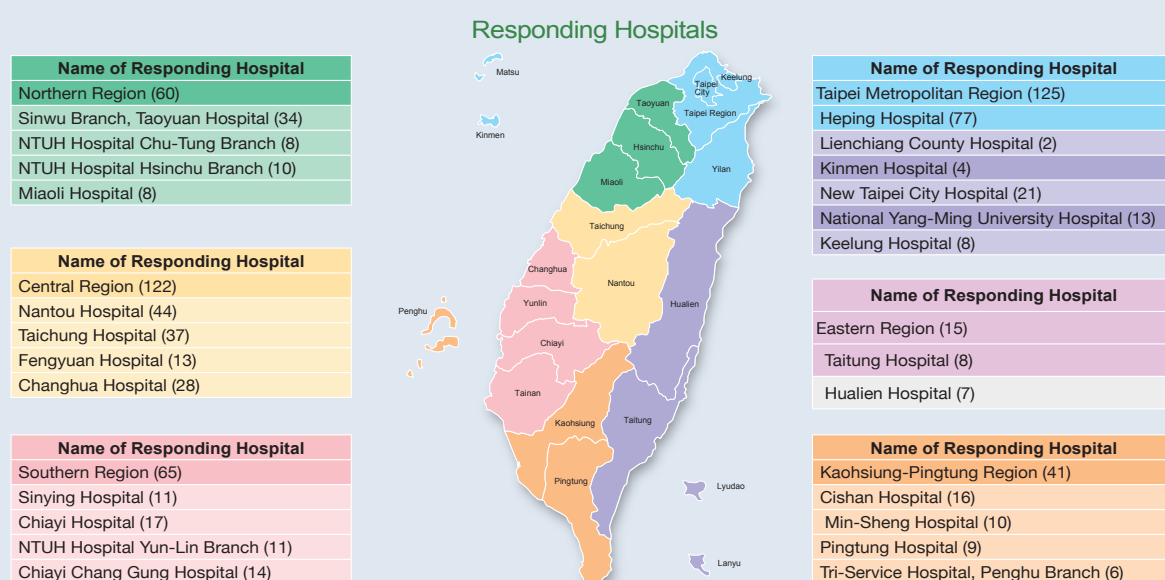 Responding Hospitals
Name of Responding Hospital
Northern Region (60)
Sinwu Branch, Taoyuan Hospital (34)
NTUH Hospital Chu-Tung Branch (8)
NTUH Hospital Hsinchu Branch (10)
Miaoli Hospital (8)
Name of Responding Hospital
Central Region (122)
Nantou Hospital (44)
Taichung Hospital (37)
Fengyuan Hospital (13)
Changhua Hospital (28)
Name of Responding Hospital
Southern Region (65)
Sinying Hospital (11)
Chiayi Hospital (17)
NTUH Hospital Yun-Lin Branch (11)
Chiayi Chang Gung Hospital (14)
Matsu
Kinmen
Keelung
Taipei
City
Taipei Region
Taoyuan
Hsinchu
Yilan
Miaoli
Taichung
Changhua
Nantou
Yunlin
Hualien
Penghu
Chiayi
Tainan
Kaohsiung
Taitung
Pingtung
Lyudao
Lanyu
Name of Responding Hospital
Taipei Metropolitan Region (125)
Heping Hospital (77)
Lienchiang County Hospital (2)
Kinmen Hospital (4)
New Taipei City Hospital (21)
National Yang-Ming University Hospital (13)
Keelung Hospital (8)
Name of Responding Hospital
Eastern Region (15)
Taitung Hospital (8)
Hualien Hospital (7)
Name of Responding Hospital
Kaohsiung-Pingtung Region (41)
Cishan Hospital (16)
Min-Sheng Hospital (10)
Pingtung Hospital (9)
Tri-Service Hospital, Penghu Branch (6)